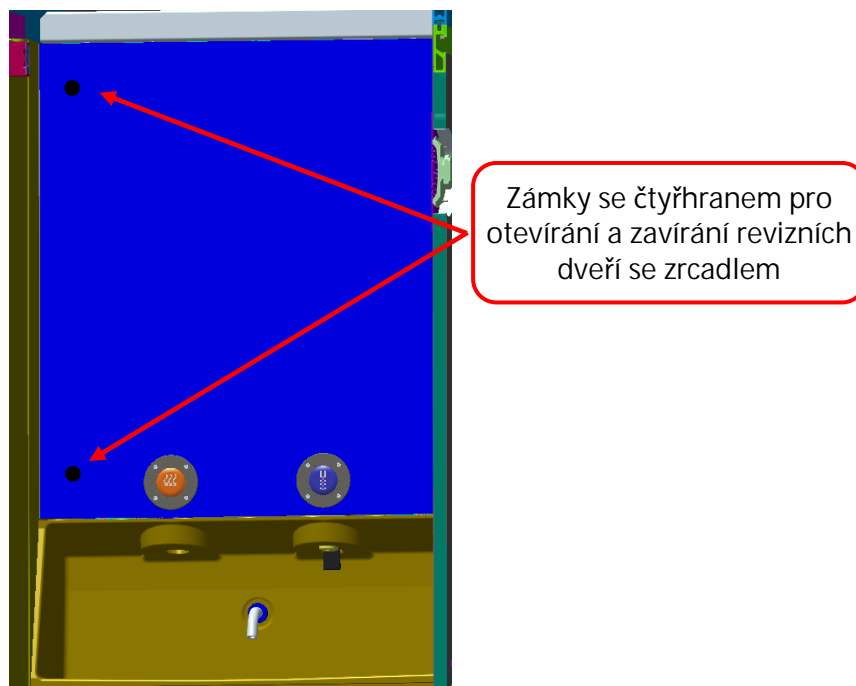 Zámky se čtyřhranem pro
otevírání a zavírání revizních
dveří se zrcadlem